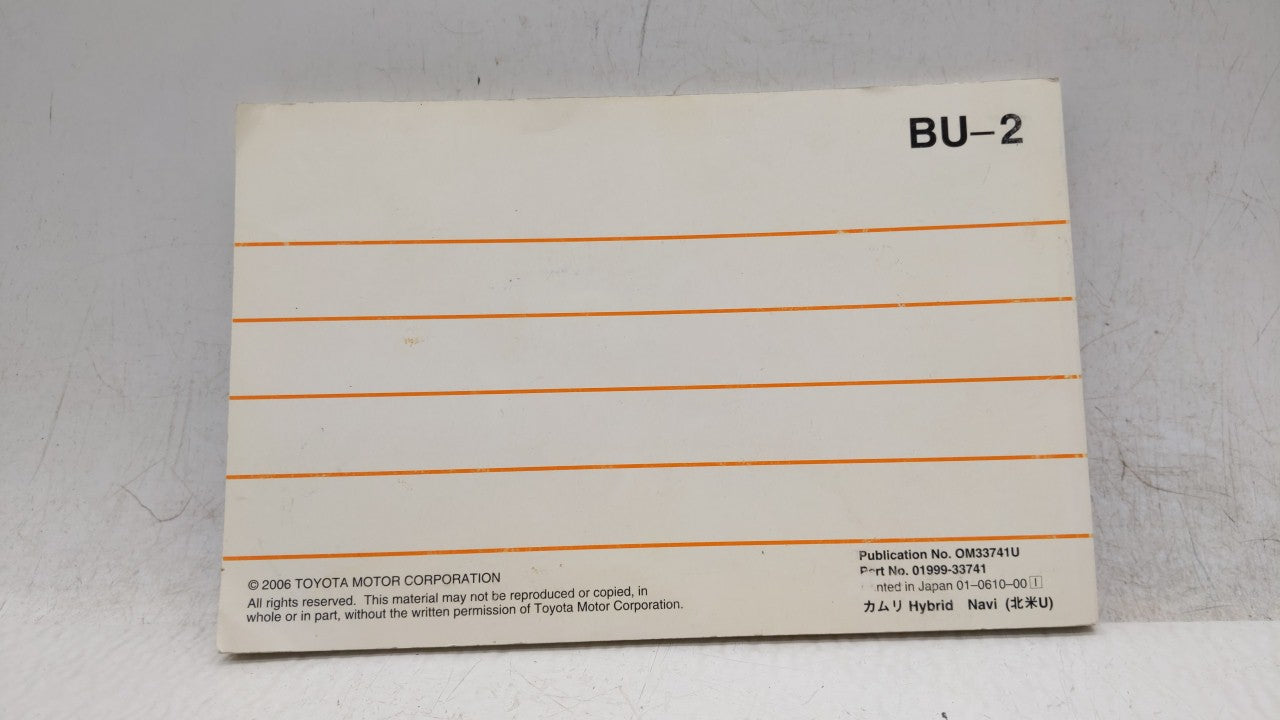 BU–2
© 2006 TOYOTA MOTOR CORPORATION
All rights reserved. This material may not be reproduced or copied, in
whole or in part, without the written permission of Toyota Motor Corporation.
Publication No. OM33741U
Part No. 01999-33741
nted in Japan 01–0610–00 I
カムリ Hybrid Navi (北米U)